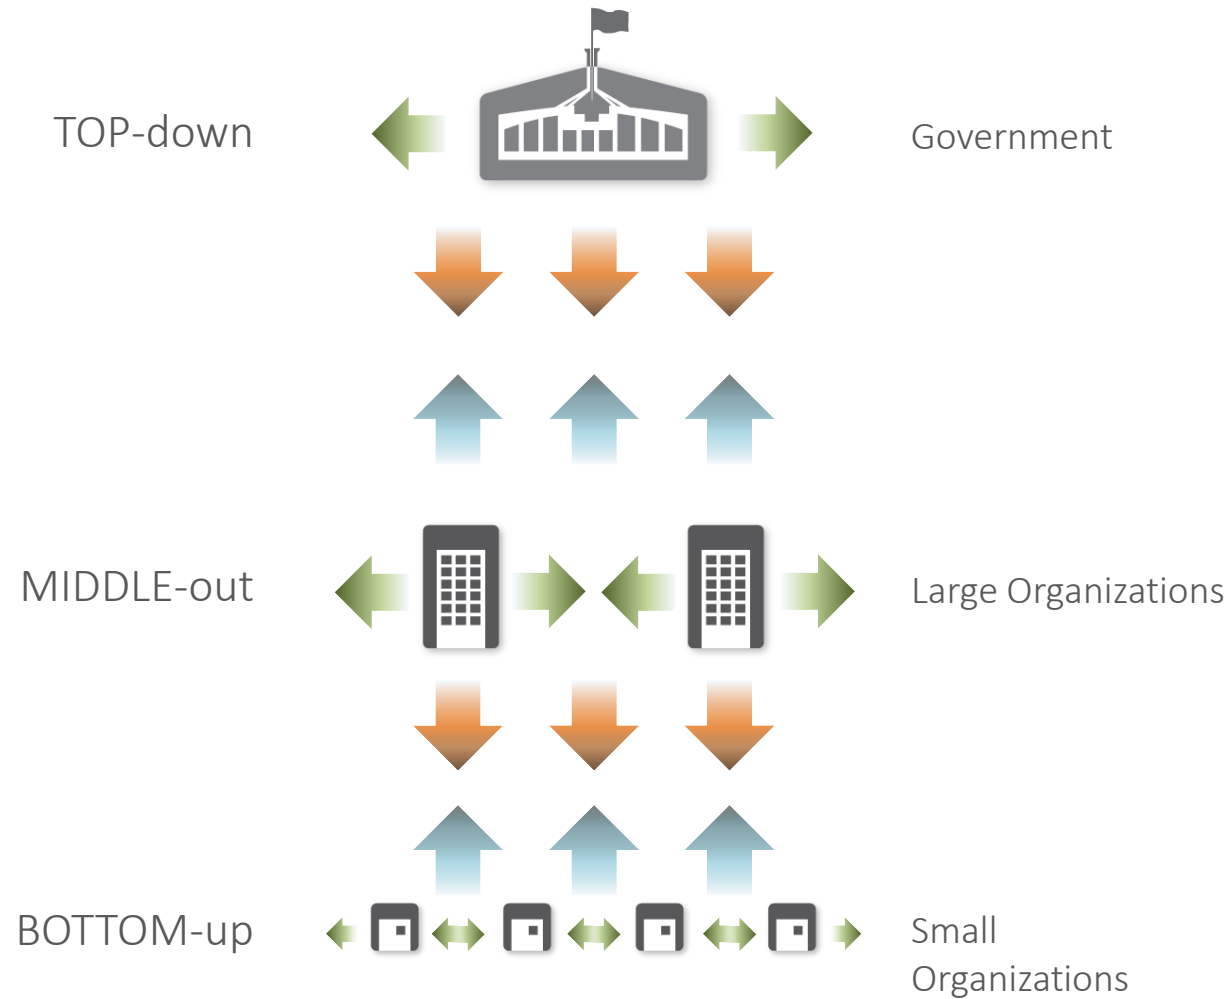 TOP-down
Government
MIDDLE-out
Large Organizations
BOTTOM-up
Small
Organizations